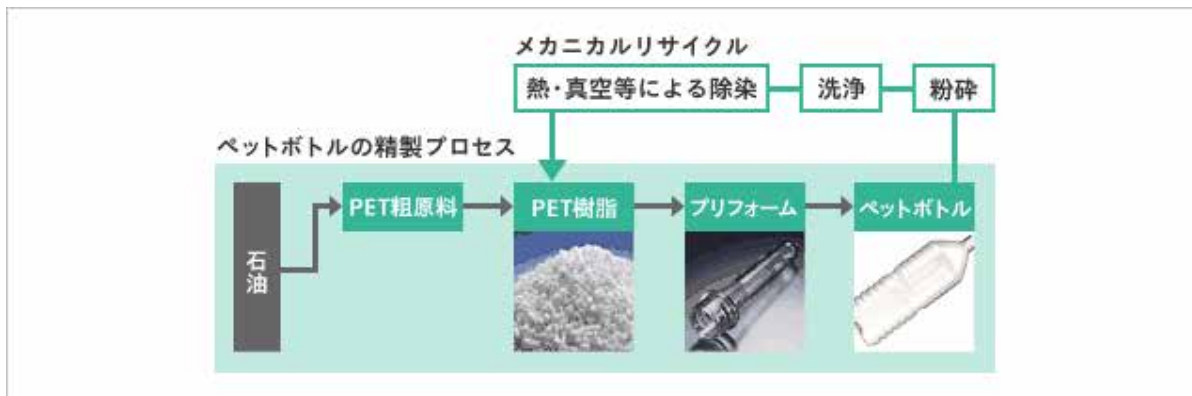 メカニカルリサイクル
熱・真空等による除染
洗浄
粉砕
ペットボトルの精製プロセス
石油
PET粗原料
PET樹脂
プリフォーム
ペットボトル